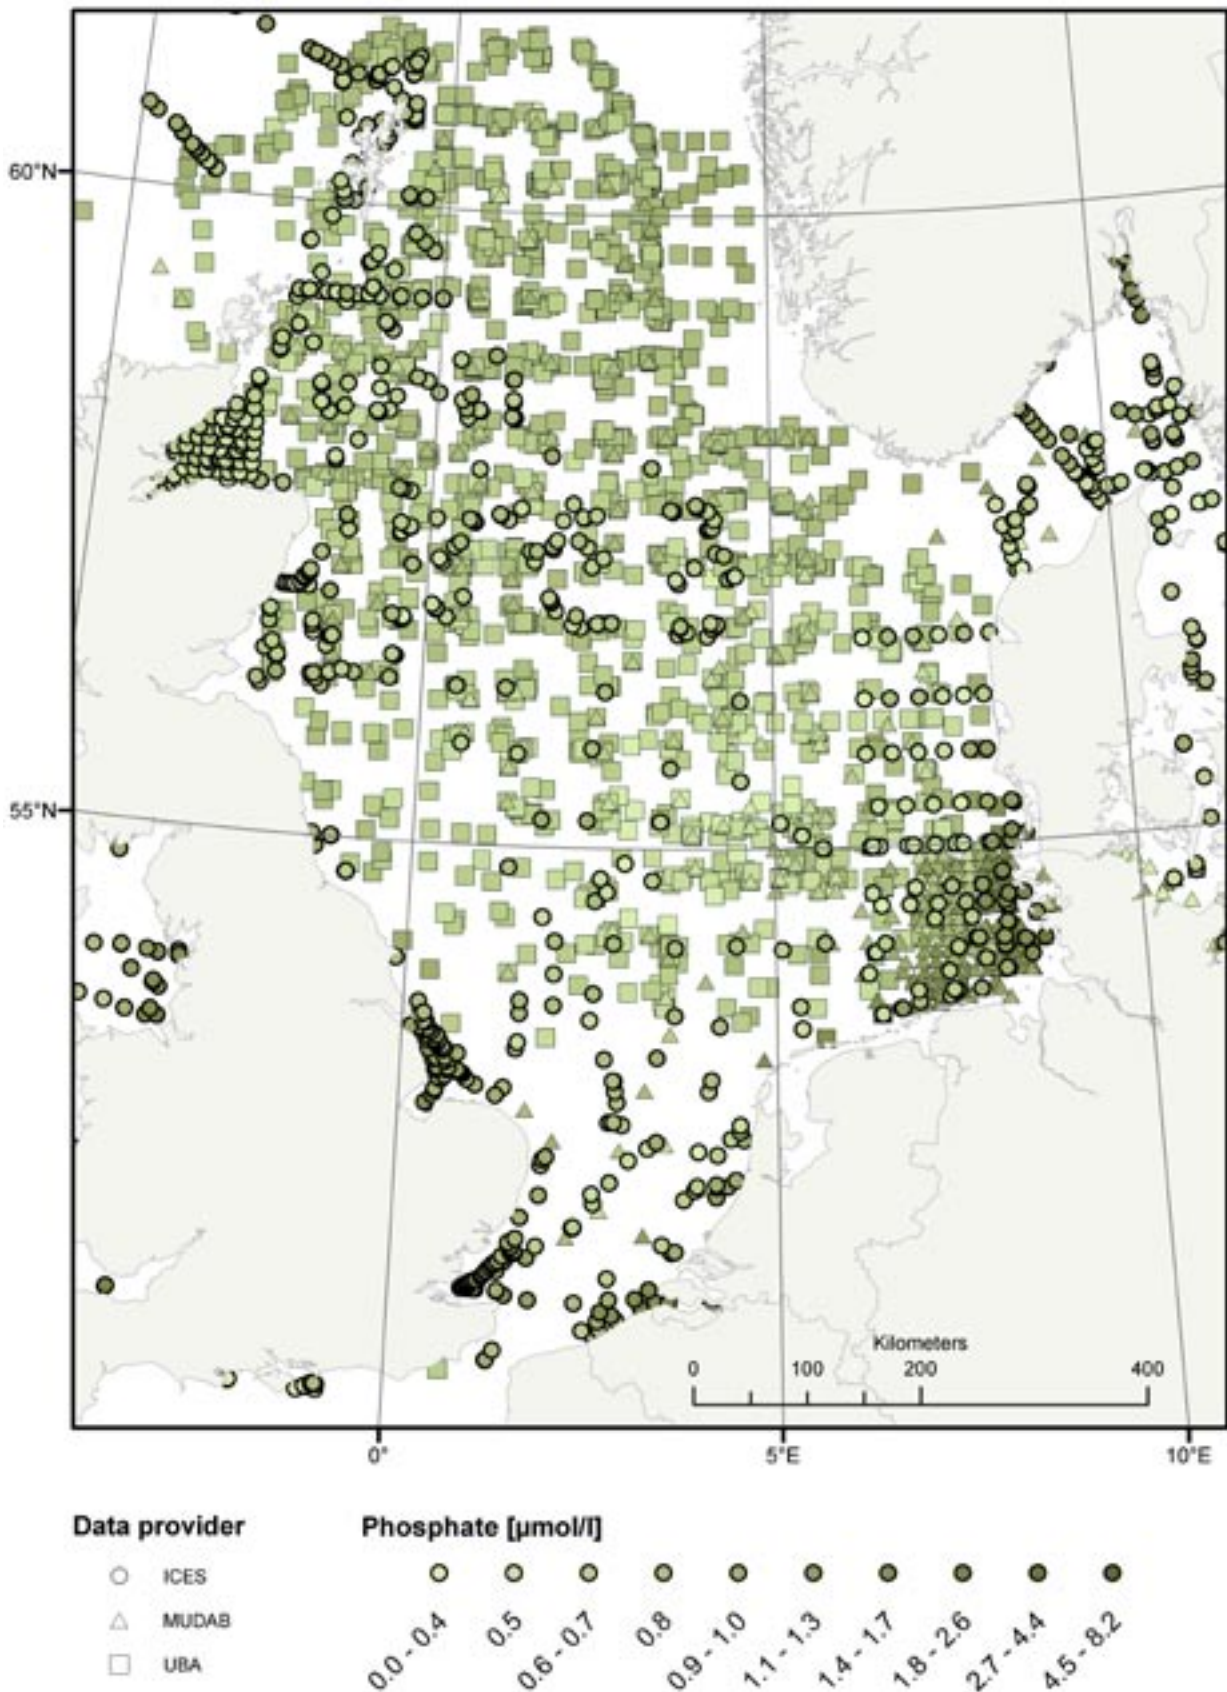 60°N
55°N
Kilometers
0 100 200 400
0° 5°E 10°E
Data provider
Phosphate [µmol/l]
ICES
MUDAB
UBA
0.0 - 0.4
0.5
0.6 - 0.7
0.8
0.9 - 1.0
1.1 - 1.3
1.4 - 1.7
1.8 - 2.6
2.7 - 4.4
4.5 - 8.2